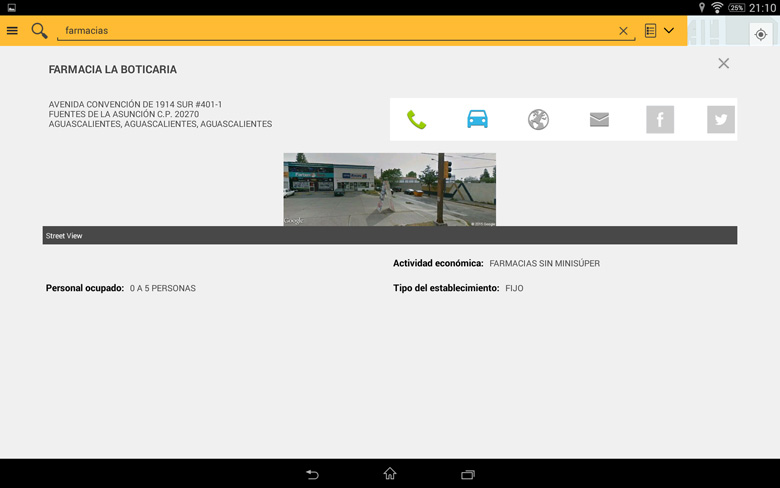 25%
21:10
farmacias
FARMACIA LA BOTICARIA
AVENIDA CONVENCIÓN DE 1914 SUR #401-1
FUENTES DE LA ASUNCIÓN C.P. 20270
AGUASCALIENTES, AGUASCALIENTES, AGUASCALIENTES
Google
Street View
Actividad económica: FARMACIAS SIN MINISÚPER
Personal ocupado: 0 A 5 PERSONAS
Tipo del establecimiento: FIJO